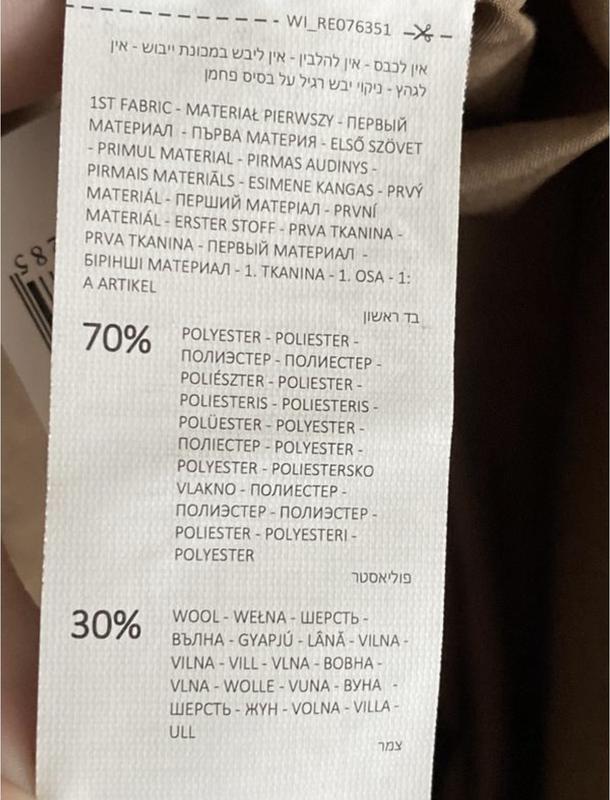 WI_RE076351
אין לכבס - אין להלבין - אין ליבש במכונת ייבוש - אין
לגהץ - ניקוי יבש רגיל על בסיס פחמן
1ST FABRIC - MATERIAŁ PIERWSZY - ПЕРВЫЙ
МАТЕРИАЛ - ПЪРВА МАТЕРИЯ - ELSŐ SZÖVET
- PRIMUL MATERIAL - PIRMAS AUDINYS -
PIRMAIS MATERIĀLS - ESIMENE KANGAS - PRVÝ
MATERIÁL - ПЕРШИЙ МАТЕРІАЛ - PRVNÍ
MATERIÁL - ERSTER STOFF - PRVA TKANINA -
PRVA TKANINA - ПЕРВЫЙ МАТЕРИАЛ -
БІРІНШІ МАТЕРИАЛ - 1. TKANINA - 1. OSA - 1:
A ARTIKEL
בד ראשון
70% POLYESTER - POLIESTER -
ПОЛИЭСТЕР - ПОЛИЕСТЕР -
POLIÉSZTER - POLIESTER -
POLIESTERIS - POLIESTERIS -
POLÜESTER - POLYESTER -
ПОЛІЕСТЕР - POLYESTER -
POLYESTER - POLIESTERSKO
VLAKNO - ПОЛИЕСТЕР -
ПОЛИЭСТЕР - ПОЛИЭСТЕР -
POLIESTER - POLYESTERI -
POLYESTER
פוליאסטר
30% WOOL - WEŁNA - ШЕРСТЬ -
ВЪЛНА - GYAPJÚ - LÂNĂ - VILNA -
VILNA - VILL - VLNA - ВОВНА -
VLNA - WOLLE - VUNA - ВУНА -
ШЕРСТЬ - ЖҮН - VOLNA - VILLA -
ULL
צמר